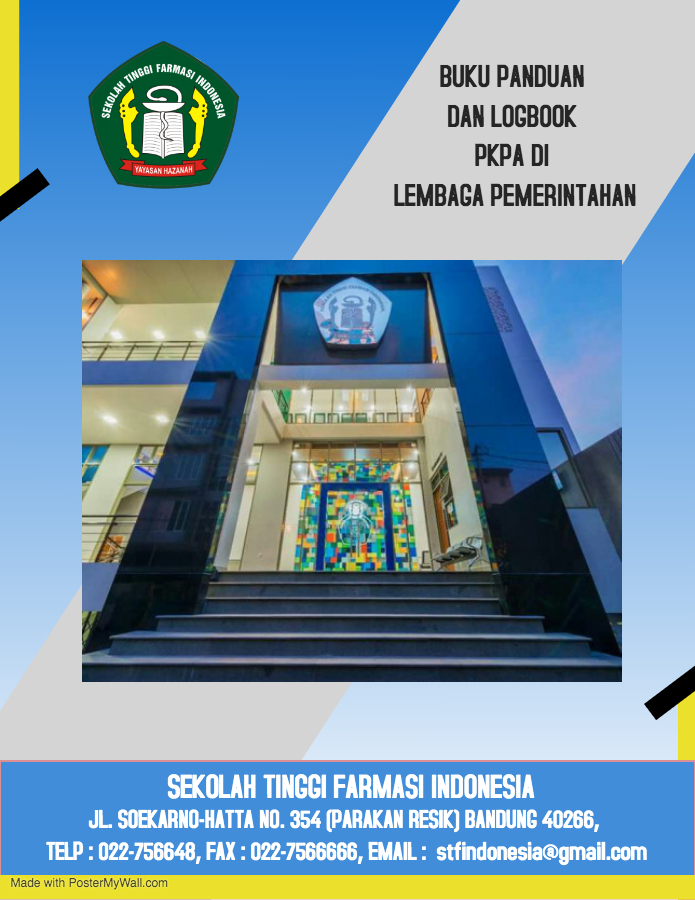 SEKOLAH TINGGI FARMASI INDONESIA
YAYASAN HAZANAH
BUKU PANDUAN
DAN LOGBOOK
PKPA DI
LEMBAGA PEMERINTAHAN
SEKOLAH TINGGI FARMASI INDONESIA
JL. SOEKARNO-HATTA NO. 354 (PARAKAN RESIK) BANDUNG 40266,
TELP : 022-756648, FAX : 022-7566666, EMAIL : stfindonesia@gmail.com
Made with PosterMyWall.com